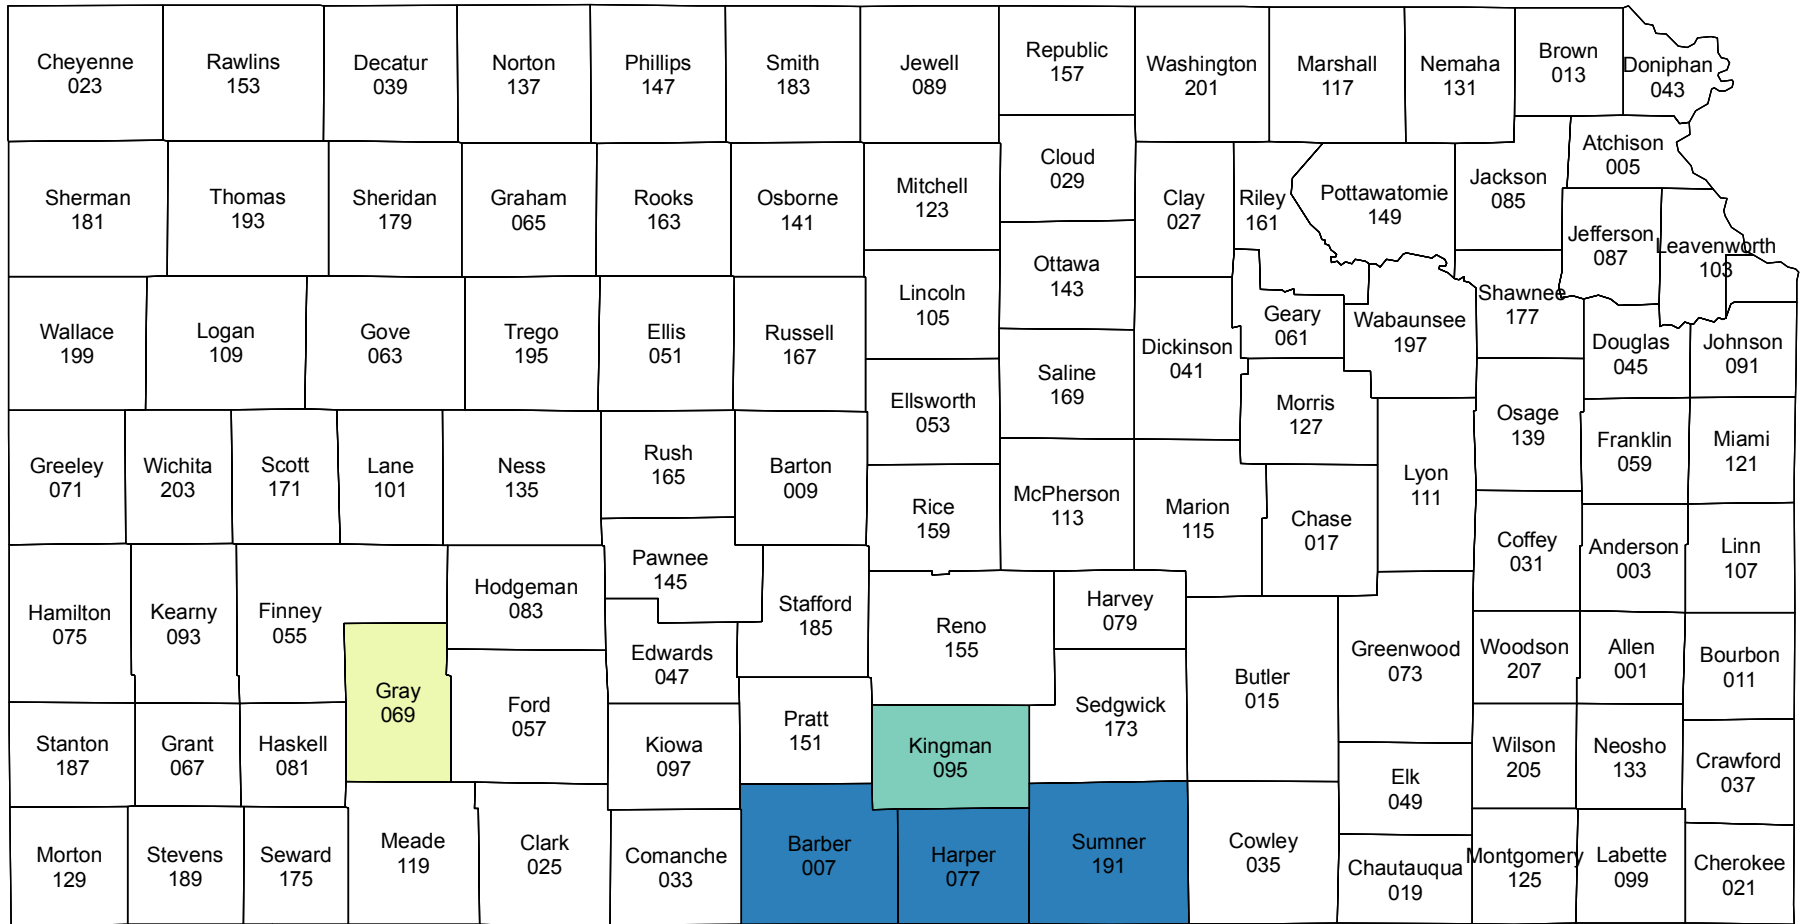 Cheyenne
023
Rawlins
153
Decatur
039
Norton
137
Phillips
147
Smith
183
Jewell
089
Republic
157
Washington
201
Marshall
117
Nemaha
131
Brown
013
Doniphan
043
Sherman
181
Thomas
193
Sheridan
179
Graham
065
Rooks
163
Osborne
141
Mitchell
123
Cloud
029
Clay
027
Riley
161
Pottawatomie
149
Jackson
085
Atchison
005
Jefferson
087
Leavenworth
103
Wallace
199
Logan
109
Gove
063
Trego
195
Ellis
051
Russell
167
Lincoln
105
Ottawa
143
Dickinson
041
Geary
061
Wabaunsee
197
Shawnee
177
Douglas
045
Johnson
091
Ellsworth
053
Saline
169
Morris
127
Osage
139
Franklin
059
Miami
121
Greeley
071
Wichita
203
Scott
171
Lane
101
Ness
135
Rush
165
Barton
009
Rice
159
McPherson
113
Marion
115
Chase
017
Lyon
111
Coffey
031
Anderson
003
Linn
107
Hamilton
075
Kearny
093
Finney
055
Hodgeman
083
Pawnee
145
Stafford
185
Edwards
047
Reno
155
Harvey
079
Butler
015
Greenwood
073
Woodson
207
Allen
001
Bourbon
011
Gray
069
Ford
057
Stanton
187
Grant
067
Haskell
081
Kiowa
097
Pratt
151
Kingman
095
Sedgwick
173
Elk
049
Wilson
205
Neosho
133
Crawford
037
Morton
129
Stevens
189
Seward
175
Meade
119
Clark
025
Comanche
033
Barber
007
Harper
077
Sumner
191
Cowley
035
Chautauqua
019
Montgomery
125
Labette
099
Cherokee
021